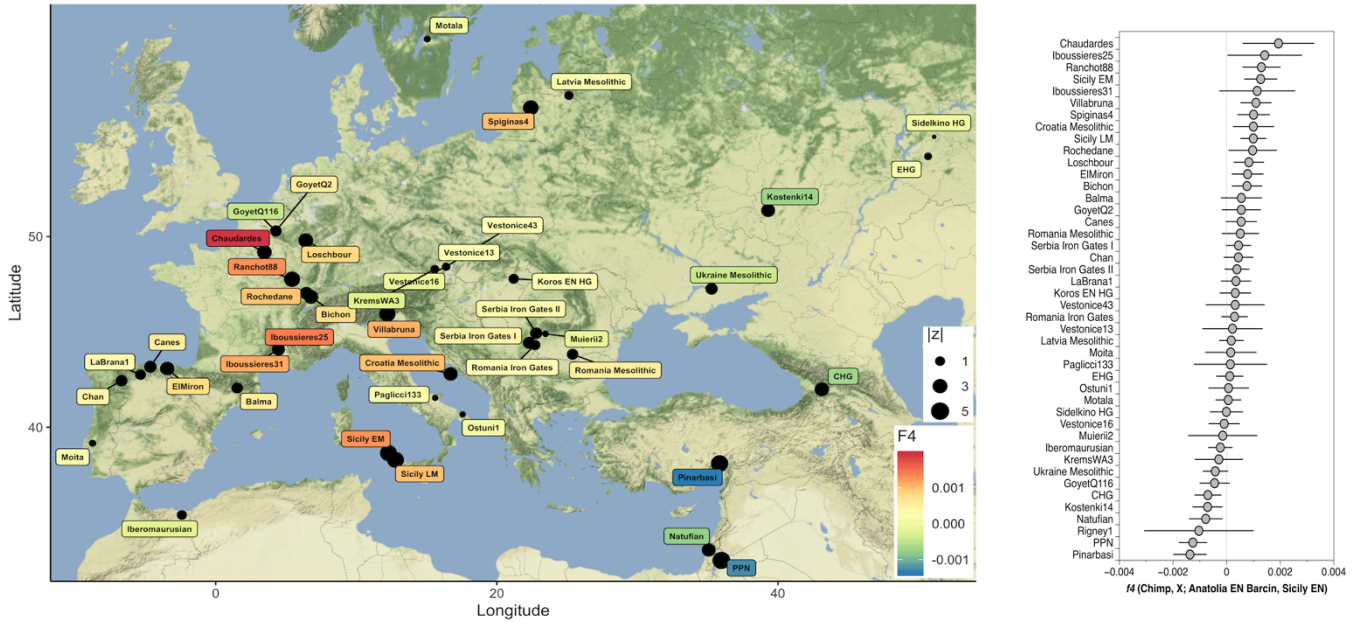 Motala
Latvia Mesolithic
Spiginas4
Sidelkino HG
EHG
GoyetQ2
Kostenki14
GoyetQ116
Vestonice43
Chaudardes
Loschbour
Vestonice13
Ranchot88
Vestonice16
Koros EN HG
Ukraine Mesolithic
Rochedane
KremsWA3
Bichon
Serbia Iron Gates II
Villabruna
Iboussieres25
Serbia Iron Gates I
Muierii2
Canes
LaBrana1
Iboussieres31
Croatia Mesolithic
Romania Iron Gates
Romania Mesolithic
ElMiron
CHG
Chan
Balma
Paglicci133
Ostuni1
Sicily EM
Moita
Sicily LM
Pinarbasi
Iberomaurusian
Natufian
PPN
|z|
1
3
5
F4
0.001
0.000
-0.001
50
40
Latitude
0
20
40
Longitude
Chaudardes
Iboussieres25
Ranchot88
Sicily EM
Iboussieres31
Villabruna
Spiginas4
Croatia Mesolithic
Sicily LM
Rochedane
Loschbour
ElMiron
Bichon
Balma
GoyetQ2
Canes
Romania Mesolithic
Serbia Iron Gates I
Chan
Serbia Iron Gates II
LaBrana1
Koros EN HG
Vestonice43
Romania Iron Gates
Vestonice13
Latvia Mesolithic
Moita
Paglicci133
EHG
Ostuni1
Motala
Sidelkino HG
Vestonice16
Muierii2
Iberomaurusian
KremsWA3
Ukraine Mesolithic
GoyetQ116
CHG
Kostenki14
Natufian
Rigney1
PPN
Pinarbasi
−0.004
−0.002
0
0.002
0.004
f4 (Chimp, X; Anatolia EN Barcin, Sicily EN)